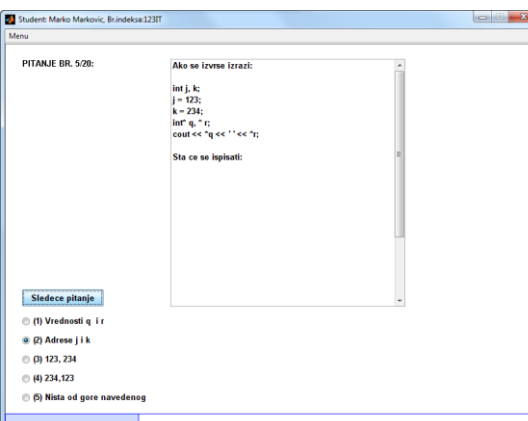 Student: Marko Markovic, Br.indeksa:123IT
Menu
PITANJE BR. 5/20:
Ako se izvrse izrazi:
int j, k;
j = 123;
k = 234;
int* q, * r;
cout << *q << ' ' << *r;
Sta ce se ispisati:
Sledece pitanje
(1) Vrednosti q i r
(2) Adrese j i k
(3) 123, 234
(4) 234,123
(5) Nista od gore navedenog